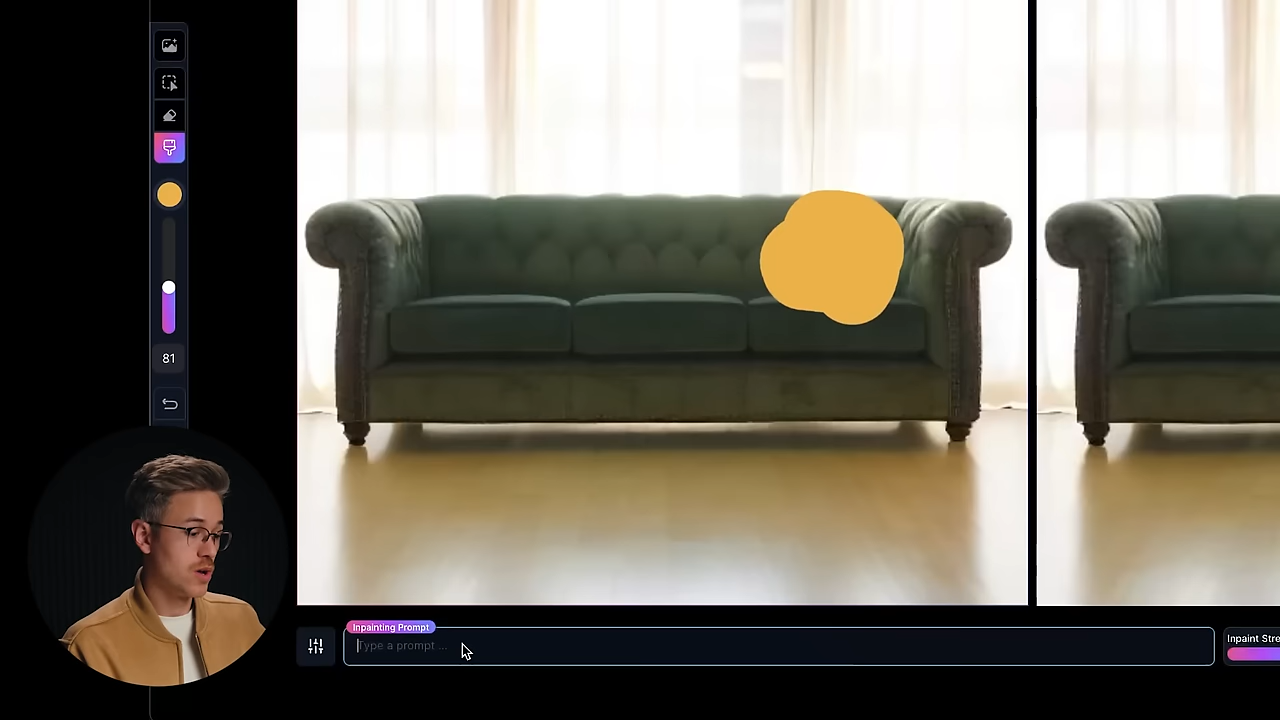 81
Inpainting Prompt
Type a prompt ...
Inpaint Stre